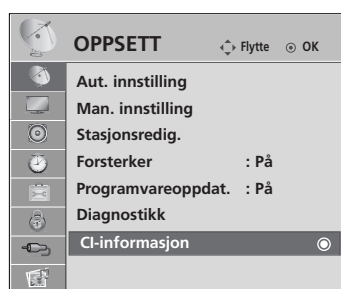 OPPSETT Flytte OK
Aut. innstilling
Man. innstilling
Stasjonsredig.
Forsterker : På
Programvareoppdat. : På
Diagnostikk
CI-informasjon